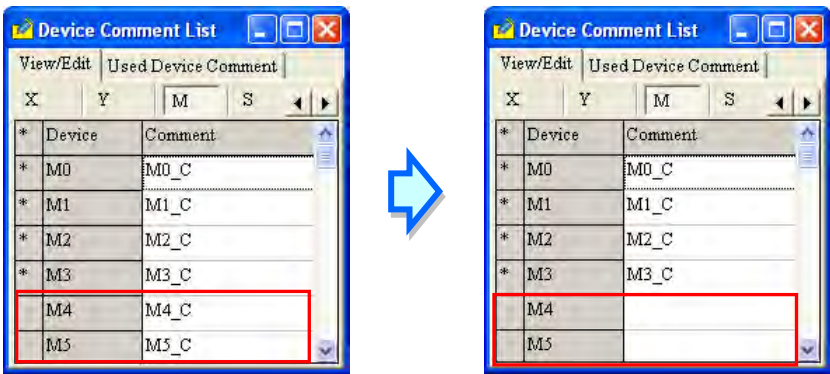 Device Comment List
View/Edit Used Device Comment
X Y M S
* Device Comment
* M0 M0_C
* M1 M1_C
* M2 M2_C
* M3 M3_C
M4 M4_C
M5 M5_C
Device Comment List
View/Edit Used Device Comment
X Y M S
* Device Comment
* M0 M0_C
* M1 M1_C
* M2 M2_C
* M3 M3_C
M4
M5